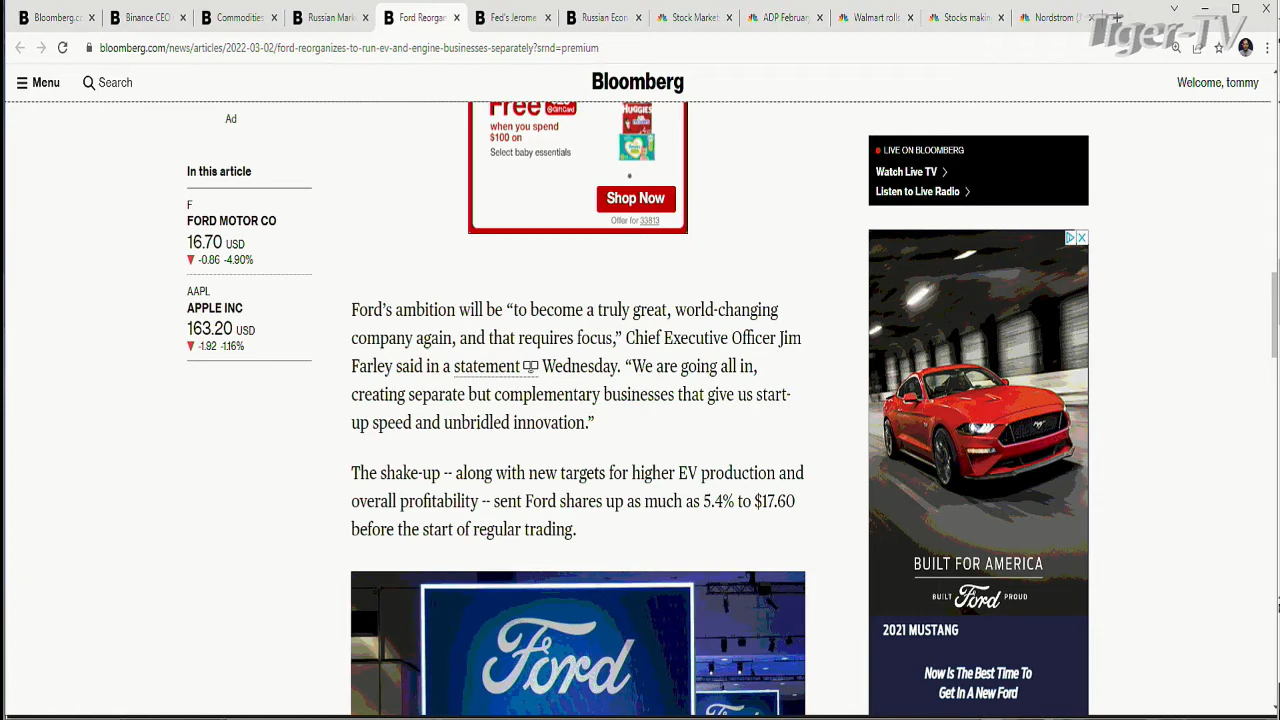 Bloomberg.c
Binance CEO
Commodities
Russian Mark
Ford Reorgan
Fed's Jerome
Russian Econ
Stock Market
ADP February
Walmart rolls
Stocks makin
Nordstrom (
Tiger-TV
bloomberg.com/news/articles/2022-03-02/ford-reorganizes-to-run-ev-and-engine-businesses-separately?srnd=premium
Menu
Search
Bloomberg
Welcome, tommy
Ad
Free
@GiftCard
when you spend
$100 on
Select baby essentials
HUGGIES
Shop Now
Offer for 33813
In this article
F
FORD MOTOR CO
16.70 USD
▼ -0.86 -4.90%
AAPL
APPLE INC
163.20 USD
▼ -1.92 -1.16%
LIVE ON BLOOMBERG
Watch Live TV >
Listen to Live Radio >
Ford’s ambition will be “to become a truly great, world-changing
company again, and that requires focus,” Chief Executive Officer Jim
Farley said in a statement Wednesday. “We are going all in,
creating separate but complementary businesses that give us start-
up speed and unbridled innovation.”
The shake-up -- along with new targets for higher EV production and
overall profitability -- sent Ford shares up as much as 5.4% to $17.60
before the start of regular trading.
Ford
Ford
BUILT FOR AMERICA
BUILT Ford PROUD
2021 MUSTANG
Now Is The Best Time To
Get In A New Ford